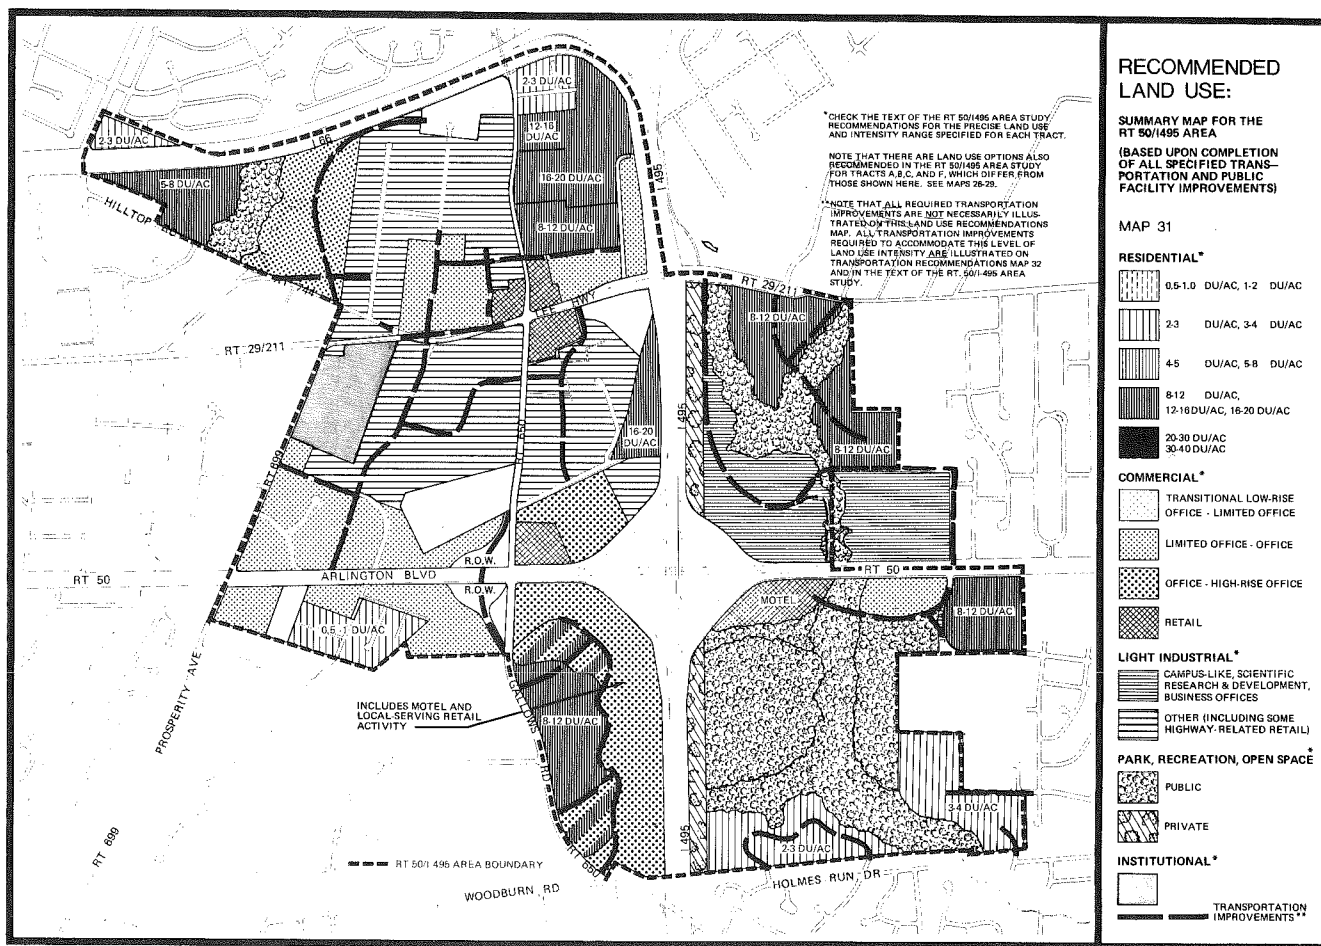 2-3 DU/AC
I 66
2-3 DU/AC
12-16
DU/AC
I 495
5-8 DU/AC
16-20 DU/AC
HILLTOP
8-12 DU/AC
*CHECK THE TEXT OF THE RT 50/I495 AREA STUDY
RECOMMENDATIONS FOR THE PRECISE LAND USE
AND INTENSITY RANGE SPECIFIED FOR EACH TRACT.
NOTE THAT THERE ARE LAND USE OPTIONS ALSO
RECOMMENDED IN THE RT 50/I495 AREA STUDY
FOR TRACTS A,B,C, AND F, WHICH DIFFER FROM
THOSE SHOWN HERE. SEE MAPS 26-29.
**NOTE THAT ALL REQUIRED TRANSPORTATION
IMPROVEMENTS ARE NOT NECESSARILY ILLUS-
TRATED ON THIS LAND USE RECOMMENDATIONS
MAP. ALL TRANSPORTATION IMPROVEMENTS
REQUIRED TO ACCOMMODATE THIS LEVEL OF
LAND USE INTENSITY ARE ILLUSTRATED ON
TRANSPORTATION RECOMMENDATIONS MAP 32
AND IN THE TEXT OF THE RT. 50/I-495 AREA
STUDY.
RT 29/211
LEE HWY
8-12 DU/AC
RT 29/211
I 495
RT 650
16-20
DU/AC
8-12 DU/AC
RT 699
R.O.W.
RT 50
ARLINGTON BLVD
RT 50
R.O.W.
MOTEL
8-12 DU/AC
0.5-1 DU/AC
PROSPERITY AVE
GALLOWS RD
INCLUDES MOTEL AND
LOCAL-SERVING RETAIL
ACTIVITY
8-12 DU/AC
3-4 DU/AC
I 495
2-3 DU/AC
RT 699
RT 50/I 495 AREA BOUNDARY
RT 650
WOODBURN RD
HOLMES RUN DR
RECOMMENDED
LAND USE:
SUMMARY MAP FOR THE
RT 50/I495 AREA
(BASED UPON COMPLETION
OF ALL SPECIFIED TRANS-
PORTATION AND PUBLIC
FACILITY IMPROVEMENTS)
MAP 31
RESIDENTIAL*
0.5-1.0 DU/AC, 1-2 DU/AC
2-3 DU/AC, 3-4 DU/AC
4-5 DU/AC, 5-8 DU/AC
8-12 DU/AC,
12-16 DU/AC, 16-20 DU/AC
20-30 DU/AC
30-40 DU/AC
COMMERCIAL*
TRANSITIONAL LOW-RISE
OFFICE - LIMITED OFFICE
LIMITED OFFICE - OFFICE
OFFICE - HIGH-RISE OFFICE
RETAIL
LIGHT INDUSTRIAL*
CAMPUS-LIKE, SCIENTIFIC
RESEARCH & DEVELOPMENT,
BUSINESS OFFICES
OTHER (INCLUDING SOME
HIGHWAY-RELATED RETAIL)
PARK, RECREATION, OPEN SPACE*
PUBLIC
PRIVATE
INSTITUTIONAL*
TRANSPORTATION
IMPROVEMENTS**